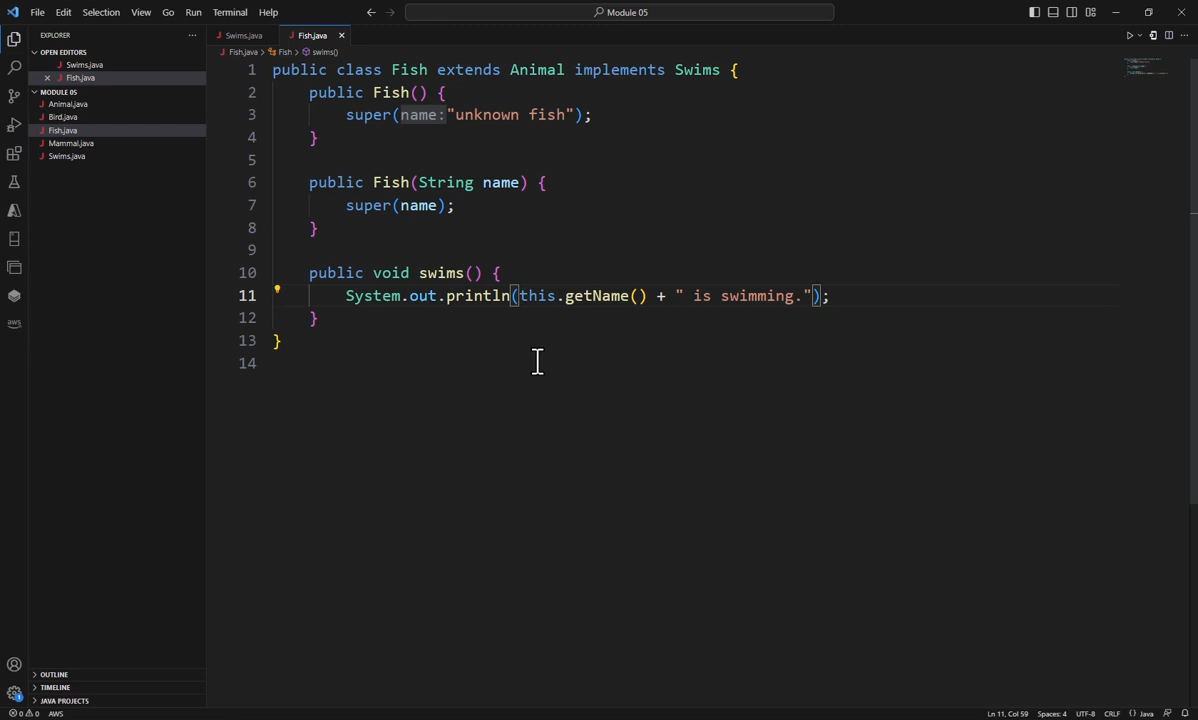 File Edit Selection View Go Run Terminal Help
Module 05
EXPLORER
OPEN EDITORS
Swims.java
Fish.java
MODULE 05
Animal.java
Bird.java
Fish.java
Mammal.java
Swims.java
aws
1
OUTLINE
TIMELINE
JAVA PROJECTS
Swims.java Fish.java
Fish.java > Fish > swims()
1 public class Fish extends Animal implements Swims {
2 public Fish() {
3 super(name:"unknown fish");
4 }
5
6 public Fish(String name) {
7 super(name);
8 }
9
10 public void swims() {
11 System.out.println(this.getName() + " is swimming.");
12 }
13 }
14
0 0 AWS
Ln 11, Col 59 Spaces: 4 UTF-8 CRLF {} Java